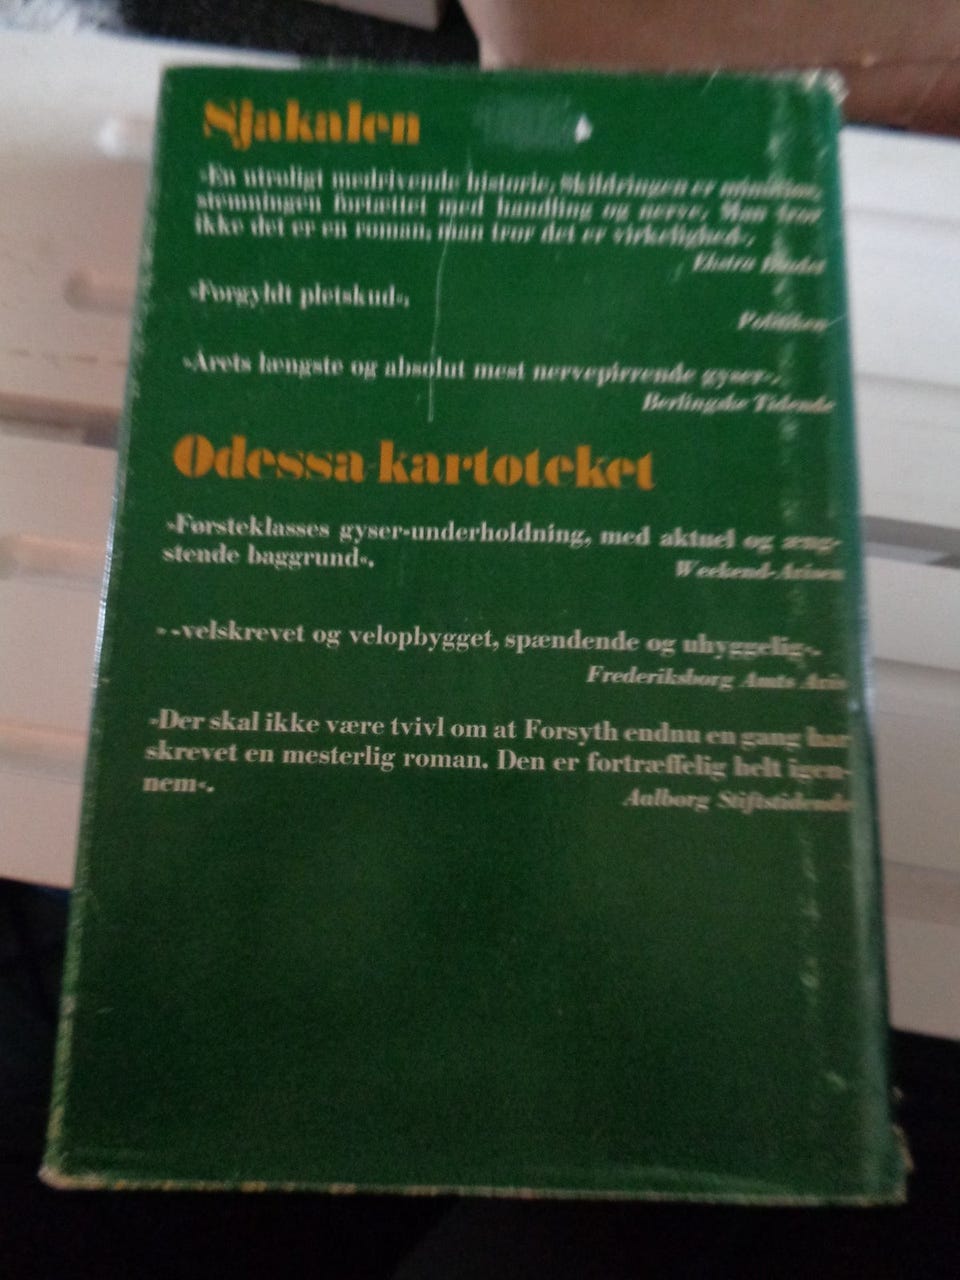 Sjakalen
»En utroligt medrivende historie. Skildringen er minutiøs,
stemningen fortættet med handling og nerve. Man tror
ikke det er en roman, man tror det er virkelighed«.
Ekstra Bladet
»Forgyldt pletskud«.
Politiken
»Årets længste og absolut mest nervepirrende gyser«.
Berlingske Tidende
Odessa-kartoteket
»Førsteklasses gyser-underholdning, med aktuel og æng-
stende baggrund«.
Weekend-Avisen
» -velskrevet og velopbygget, spændende og uhyggelig«.
Frederiksborg Amts Avis
»Der skal ikke være tvivl om at Forsyth endnu en gang har
skrevet en mesterlig roman. Den er fortræffelig helt igen-
nem«.
Aalborg Stiftstidende